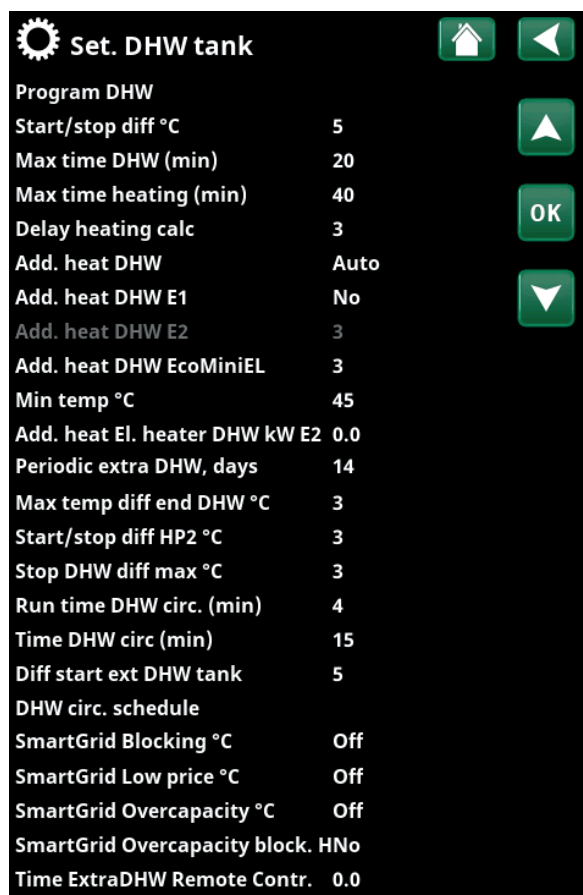 Set. DHW tank
Program DHW
Start/stop diff °C 5
Max time DHW (min) 20
Max time heating (min) 40
Delay heating calc 3
OK
Add. heat DHW Auto
Add. heat DHW E1 No
Add. heat DHW E2 3
Add. heat DHW EcoMiniEL 3
Min temp °C 45
Add. heat El. heater DHW kW E2 0.0
Periodic extra DHW, days 14
Max temp diff end DHW °C 3
Start/stop diff HP2 °C 3
Stop DHW diff max °C 3
Run time DHW circ. (min) 4
Time DHW circ (min) 15
Diff start ext DHW tank 5
DHW circ. schedule
SmartGrid Blocking °C Off
SmartGrid Low price °C Off
SmartGrid Overcapacity °C Off
SmartGrid Overcapacity block. HNo
Time ExtraDHW Remote Contr. 0.0